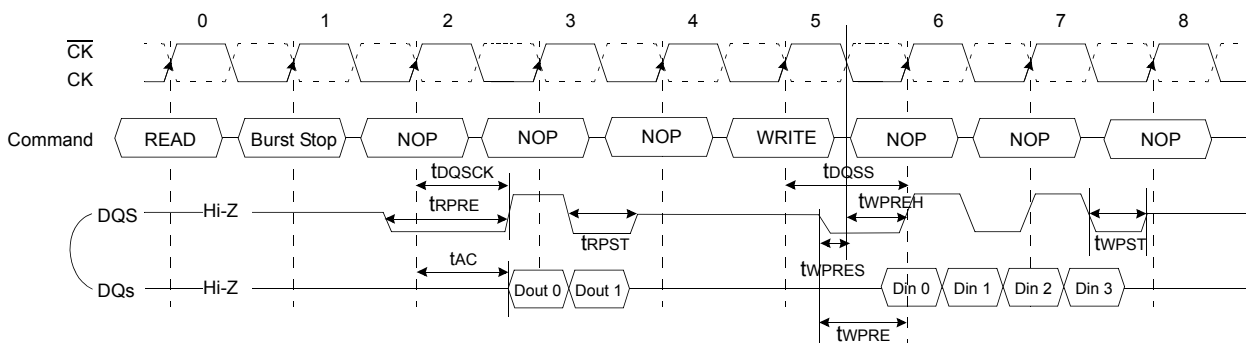 0 1 2 3 4 5 6 7 8
CK
CK
Command READ Burst Stop NOP NOP NOP WRITE NOP NOP NOP
tDQSCK tDQSS
DQS Hi-Z tRPRE tWPREH
tRPST tWPST
tAC tWPRES
DQs Hi-Z Dout 0 Dout 1 Din 0 Din 1 Din 2 Din 3
tWPRE